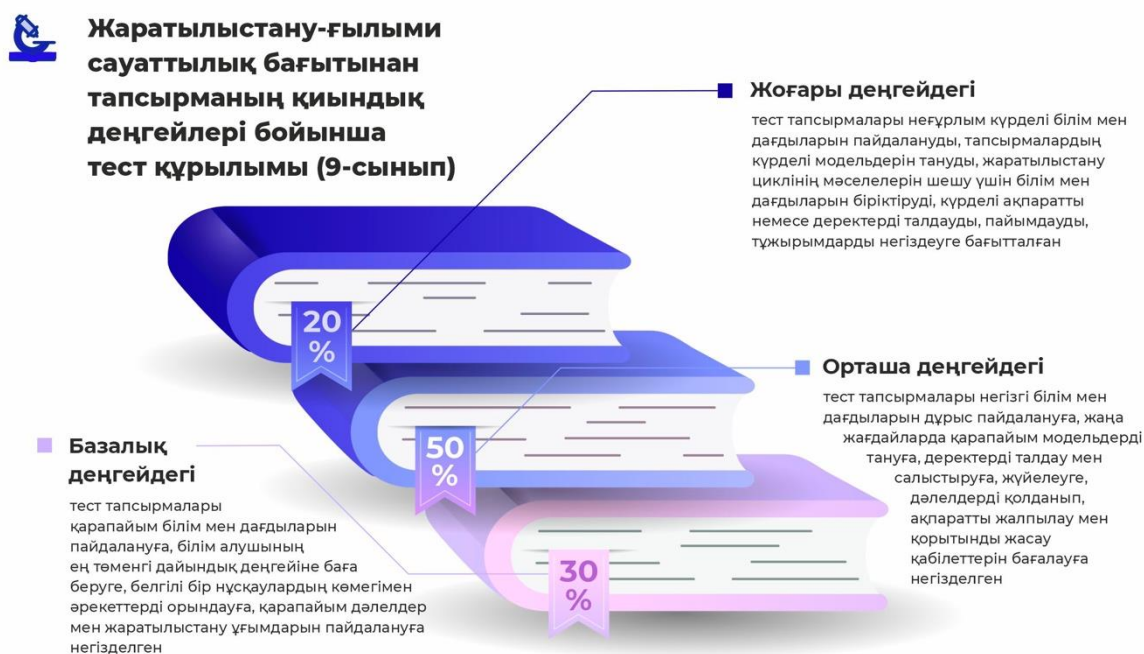 Жаратылыстану-ғылыми
сауаттылық бағытынан
тапсырманың қиындық
деңгейлері бойынша
тест құрылымы (9-сынып)
Жоғары деңгейдегі
тест тапсырмалары неғұрлым күрделі білім мен
дағдыларын пайдалануды, тапсырмалардың
күрделі модельдерін тануды, жаратылыстану
циклінің мәселелерін шешу үшін білім мен
дағдыларын біріктіруді, күрделі ақпаратты
немесе деректерді талдауды, пайымдауды,
тұжырымдарды негіздеуге бағытталған
20
%
Орташа деңгейдегі
тест тапсырмалары негізгі білім мен
дағдыларын дұрыс пайдалануға, жаңа
жағдайларда қарапайым модельдерді
тануға, деректерді талдау мен
салыстыруға, жүйелеуге,
дәлелдерді қолданып,
ақпаратты жалпылау мен
қорытынды жасау
қабілеттерін бағалауға
негізделген
50
%
Базалық
деңгейдегі
тест тапсырмалары
қарапайым білім мен дағдыларын
пайдалануға, білім алушының
ең төменгі дайындық деңгейіне баға
беруге, белгілі бір нұсқаулардың көмегімен
әрекеттерді орындауға, қарапайым дәлелдер
мен жаратылыстану ұғымдарын пайдалануға
негізделген
30
%